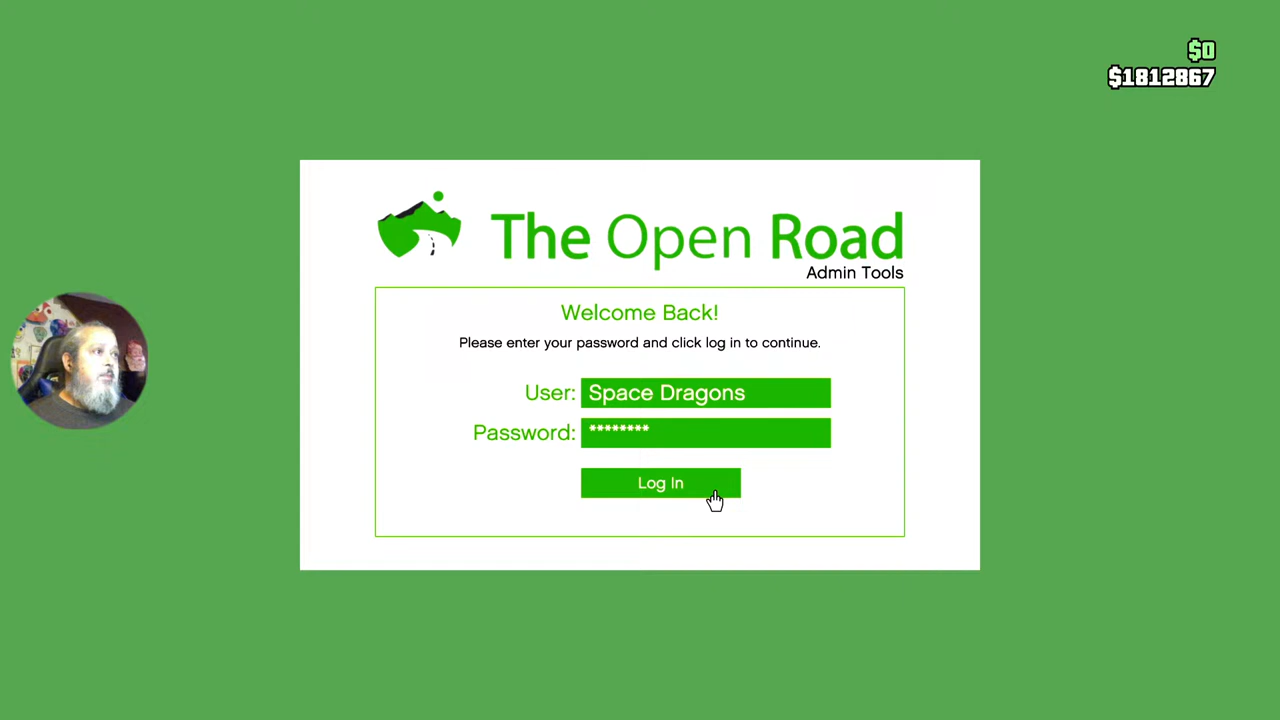 $0
$1812867
The Open Road
Admin Tools
Welcome Back!
Please enter your password and click log in to continue.
User: Space Dragons
Password: ********
Log In